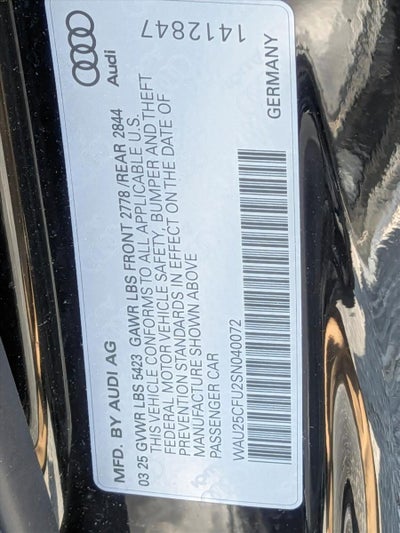 MFD. BY AUDI AG
03 25 GVWR LBS 5423 GAWR LBS FRONT 2778 /REAR 2844
THIS VEHICLE CONFORMS TO ALL APPLICABLE U.S.
FEDERAL MOTOR VEHICLE SAFETY, BUMPER AND THEFT
PREVENTION STANDARDS IN EFFECT ON THE DATE OF
MANUFACTURE SHOWN ABOVE
PASSENGER CAR
WAU25CFU2SN040072
Audi
1412847
GERMANY